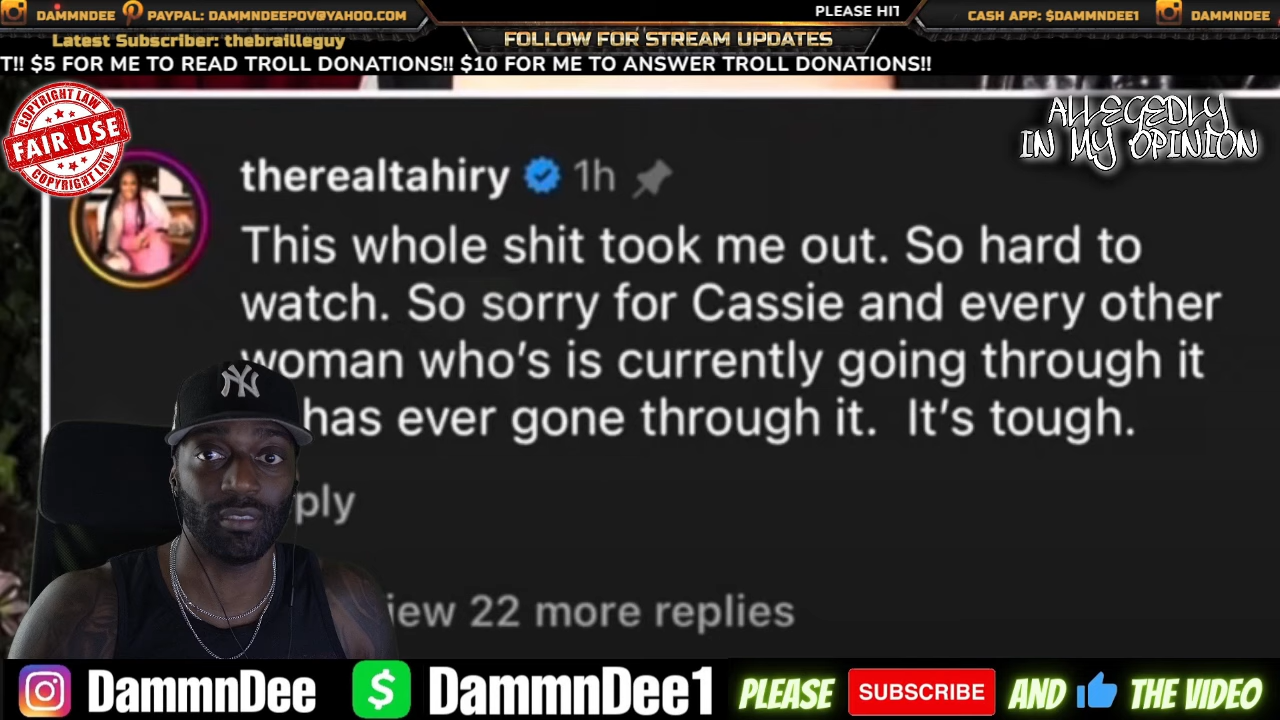 DAMMNDEE
PAYPAL: DAMMNDEEPOV@YAHOO.COM
PLEASE HIT
CASH APP: $DAMMNDEE1
DAMMNDEE
Latest Subscriber: thebrailleguy
FOLLOW FOR STREAM UPDATES
T!! $5 FOR ME TO READ TROLL DONATIONS!! $10 FOR ME TO ANSWER TROLL DONATIONS!!
COPYRIGHT LAW
FAIR USE
COPYRIGHT LAW
ALLEGEDLY
IN MY OPINION
therealtahiry 1h
This whole shit took me out. So hard to
watch. So sorry for Cassie and every other
woman who's is currently going through it
has ever gone through it. It's tough.
ply
iew 22 more replies
NY
DammnDee
$
DammnDee1
PLEASE
SUBSCRIBE
AND
THE VIDEO